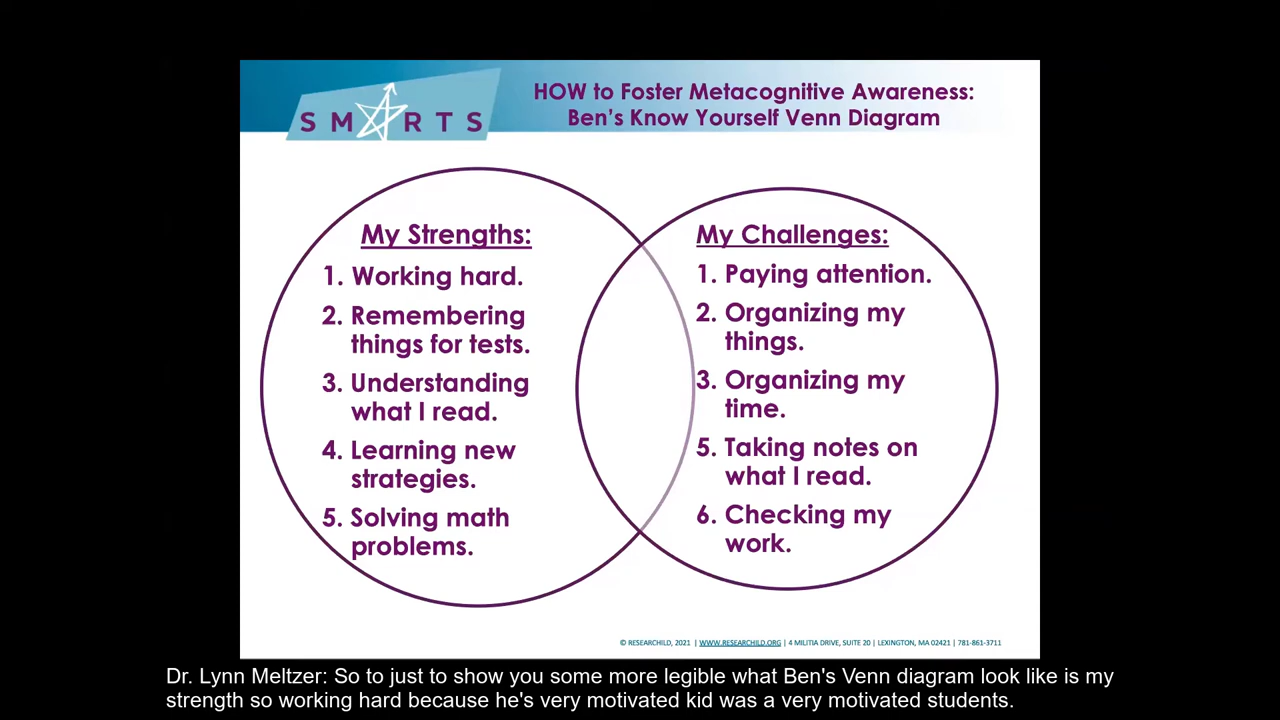 SMARTS
HOW to Foster Metacognitive Awareness:
Ben's Know Yourself Venn Diagram
My Strengths:
1. Working hard.
2. Remembering
things for tests.
3. Understanding
what I read.
4. Learning new
strategies.
5. Solving math
problems.
My Challenges:
1. Paying attention.
2. Organizing my
things.
3. Organizing my
time.
5. Taking notes on
what I read.
6. Checking my
work.
© RESEARCHILD, 2021 | WWW.RESEARCHILD.ORG | 4 MILITIA DRIVE, SUITE 20 | LEXINGTON, MA 02421 | 781-861-3711
Dr. Lynn Meltzer: So to just to show you some more legible what Ben's Venn diagram look like is my
strength so working hard because he's very motivated kid was a very motivated students.